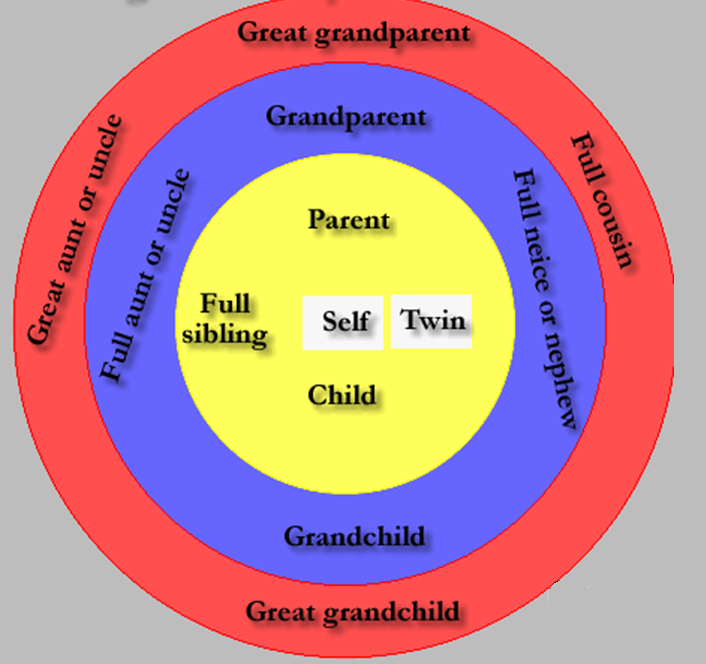 Great grandparent
Grandparent
Great aunt or uncle
Full aunt or uncle
Full neice or nephew
Full cousin
Parent
Full
sibling
Self
Twin
Child
Grandchild
Great grandchild